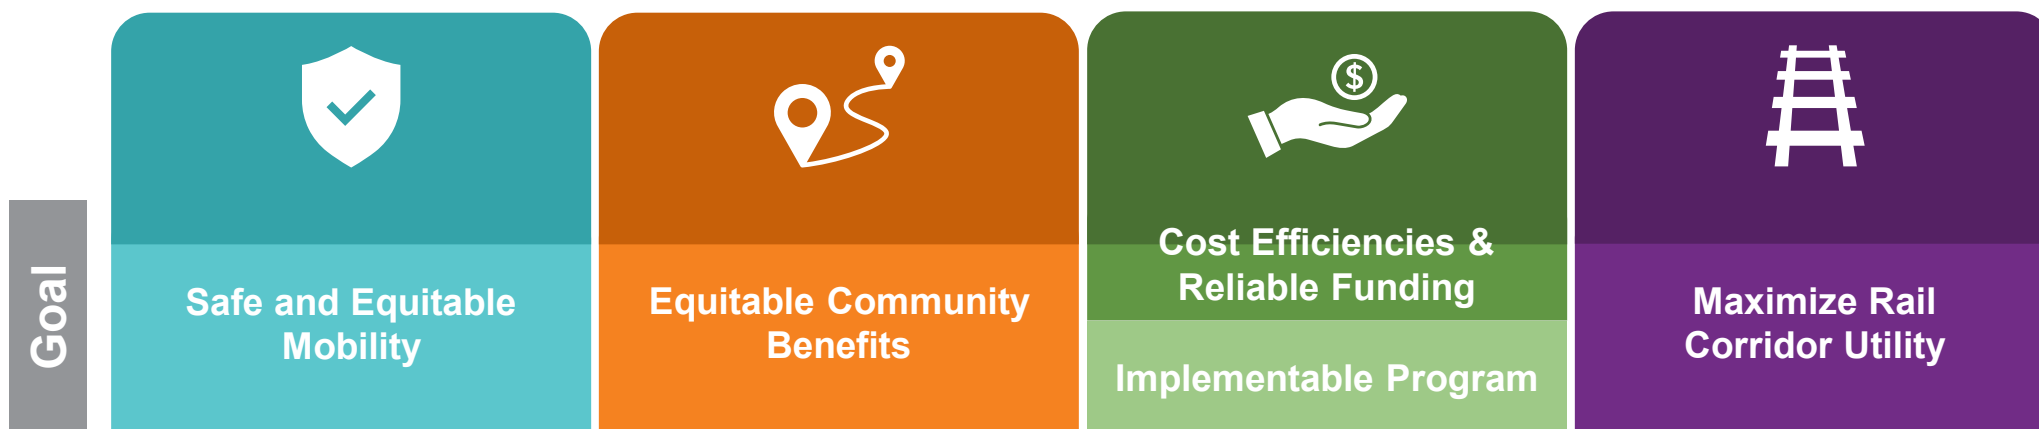 Goal
Safe and Equitable
Mobility
Equitable Community
Benefits
$
Cost Efficiencies &
Reliable Funding
Implementable Program
Maximize Rail
Corridor Utility